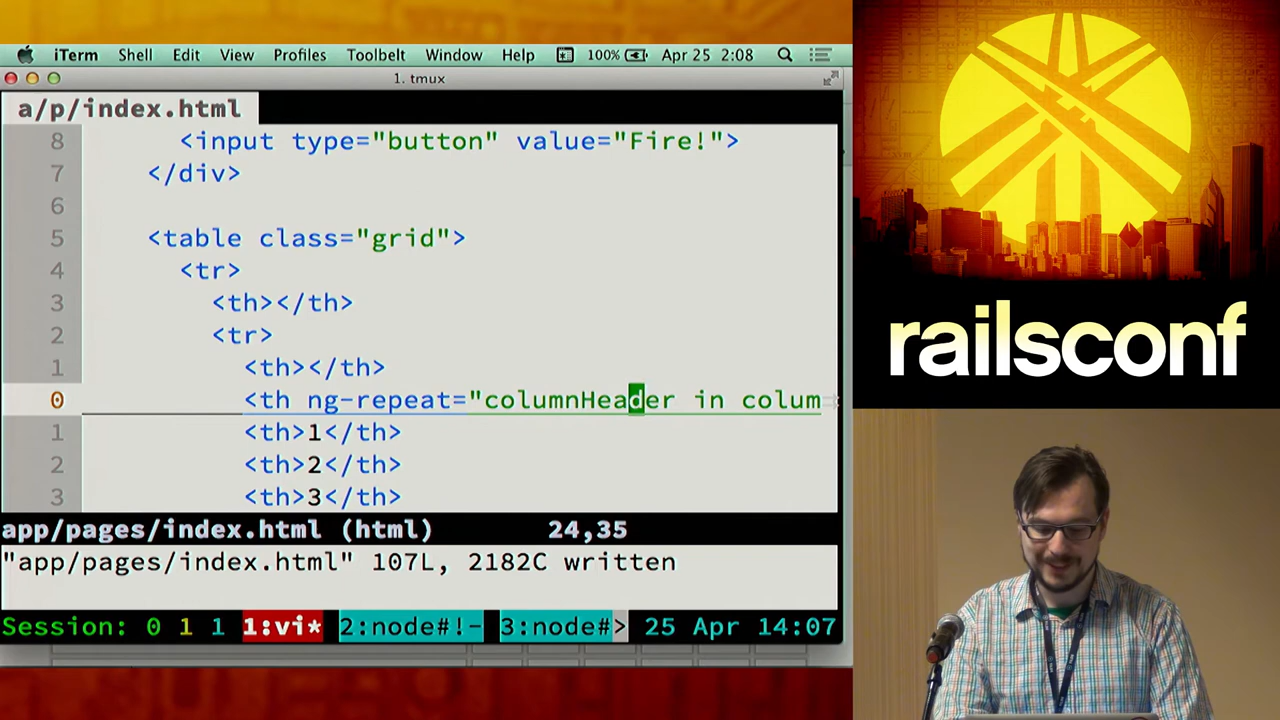 iTerm Shell Edit View Profiles Toolbelt Window Help 100% Apr 25 2:08
1. tmux
a/p/index.html
8 <input type="button" value="Fire!">
7 </div>
6
5 <table class="grid">
4 <tr>
3 <th></th>
2 <tr>
1 <th></th>
0 <th ng-repeat="columnHeader in colum
1 <th>1</th>
2 <th>2</th>
3 <th>3</th>
app/pages/index.html (html) 24,35
"app/pages/index.html" 107L, 2182C written
Session: 0 1 1 1:vi* 2:node#!- 3:node#> 25 Apr 14:07
railsconf